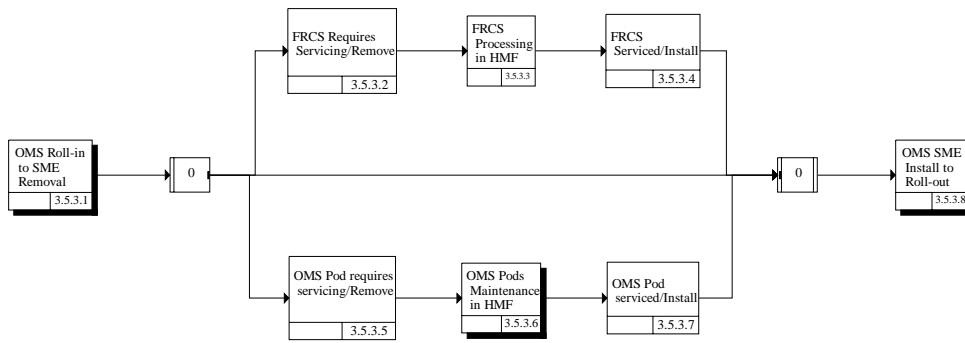 FRCS Requires
Servicing/Remove
3.5.3.2
FRCS
Processing
in HMF
3.5.3.3
FRCS
Serviced/Install
3.5.3.4
OMS Roll-in
to SME
Removal
3.5.3.1
0
0
OMS SME
Install to
Roll-out
3.5.3.8
OMS Pod requires
servicing/Remove
3.5.3.5
OMS Pods
Maintenance
in HMF
3.5.3.6
OMS Pod
serviced/Install
3.5.3.7